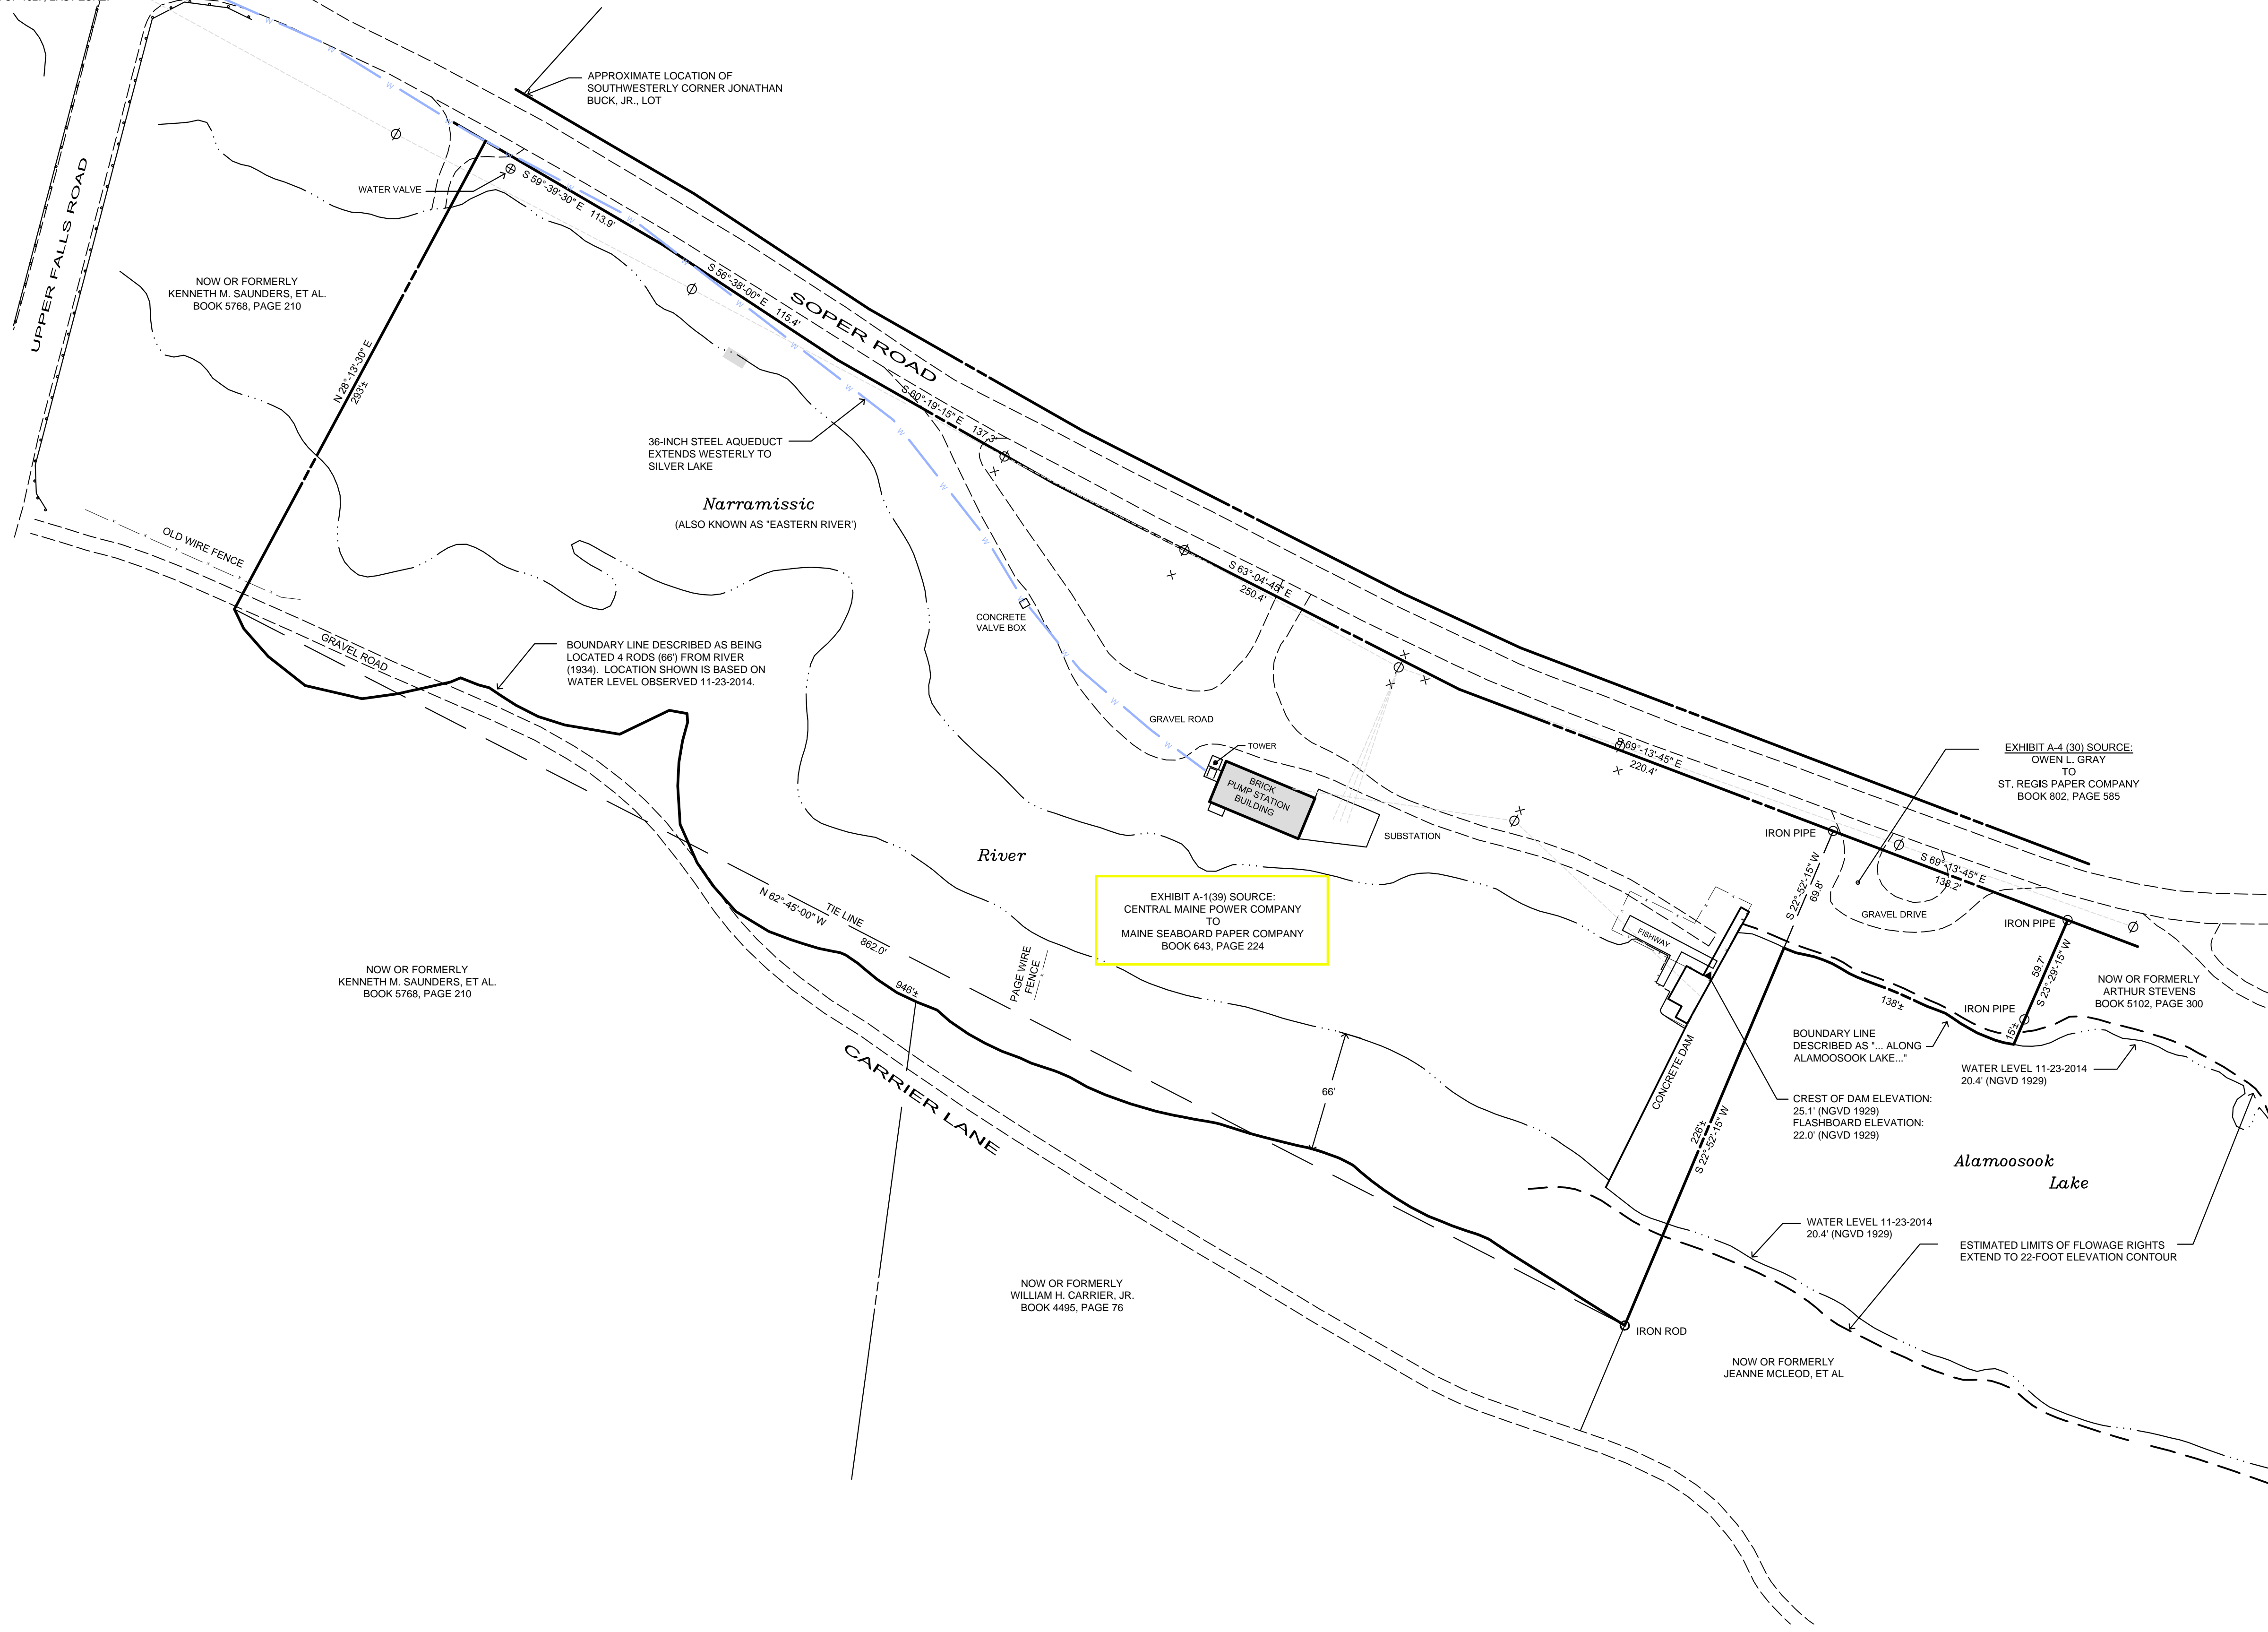 APPROXIMATE LOCATION OF
SOUTHWESTERLY CORNER JONATHAN
BUCK, JR., LOT
UPPER FALLS ROAD
WATER VALVE
S 59°-39'-30" E 113.9'
NOW OR FORMERLY
KENNETH M. SAUNDERS, ET AL.
BOOK 5768, PAGE 210
S 56°-38'-00" E
115.4'
SOPER ROAD
N 28°-13'-30" E
293'±
S 60°-19'-15" E 137.3'
36-INCH STEEL AQUEDUCT
EXTENDS WESTERLY TO
SILVER LAKE
Narramissic
(ALSO KNOWN AS "EASTERN RIVER')
OLD WIRE FENCE
GRAVEL ROAD
S 63°-04'-45" E
250.4'
CONCRETE
VALVE BOX
BOUNDARY LINE DESCRIBED AS BEING
LOCATED 4 RODS (66') FROM RIVER
(1934). LOCATION SHOWN IS BASED ON
WATER LEVEL OBSERVED 11-23-2014.
GRAVEL ROAD
TOWER
BRICK
PUMP STATION
BUILDING
SUBSTATION
S 69°-13'-45" E
220.4'
EXHIBIT A-4 (30) SOURCE:
OWEN L. GRAY
TO
ST. REGIS PAPER COMPANY
BOOK 802, PAGE 585
IRON PIPE
S 22°-52'-15" W
69.8'
S 69°-13'-45" E
138.2'
GRAVEL DRIVE
IRON PIPE
River
EXHIBIT A-1(39) SOURCE:
CENTRAL MAINE POWER COMPANY
TO
MAINE SEABOARD PAPER COMPANY
BOOK 643, PAGE 224
FISHWAY
N 62°-45'-00" W
TIE LINE
862.0'
946'±
PAGE WIRE
FENCE
NOW OR FORMERLY
KENNETH M. SAUNDERS, ET AL.
BOOK 5768, PAGE 210
59.7'
S 23°-29'-15" W
NOW OR FORMERLY
ARTHUR STEVENS
BOOK 5102, PAGE 300
138'±
IRON PIPE
15'±
BOUNDARY LINE
DESCRIBED AS "... ALONG
ALAMOOSOOK LAKE..."
WATER LEVEL 11-23-2014
20.4' (NGVD 1929)
CARRIER LANE
66'
CONCRETE DAM
CREST OF DAM ELEVATION:
25.1' (NGVD 1929)
FLASHBOARD ELEVATION:
22.0' (NGVD 1929)
226'±
S 22°-52'-15" W
Alamoosook
Lake
WATER LEVEL 11-23-2014
20.4' (NGVD 1929)
ESTIMATED LIMITS OF FLOWAGE RIGHTS
EXTEND TO 22-FOOT ELEVATION CONTOUR
NOW OR FORMERLY
WILLIAM H. CARRIER, JR.
BOOK 4495, PAGE 76
IRON ROD
NOW OR FORMERLY
JEANNE MCLEOD, ET AL